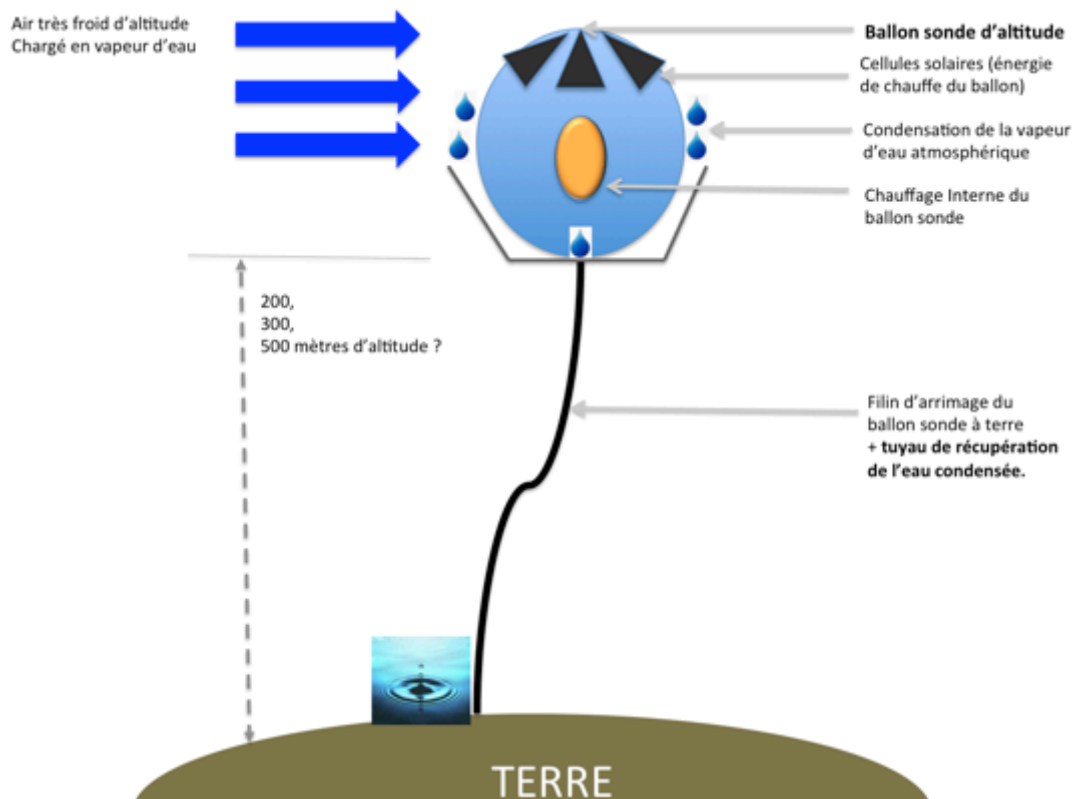 Air très froid d'altitude
Chargé en vapeur d'eau
Ballon sonde d'altitude
Cellules solaires (énergie
de chauffe du ballon)
Condensation de la vapeur
d'eau atmosphérique
Chauffage Interne du
ballon sonde
200,
300,
500 mètres d'altitude ?
Filin d'arrimage du
ballon sonde à terre
+ tuyau de récupération
de l'eau condensée.
TERRE